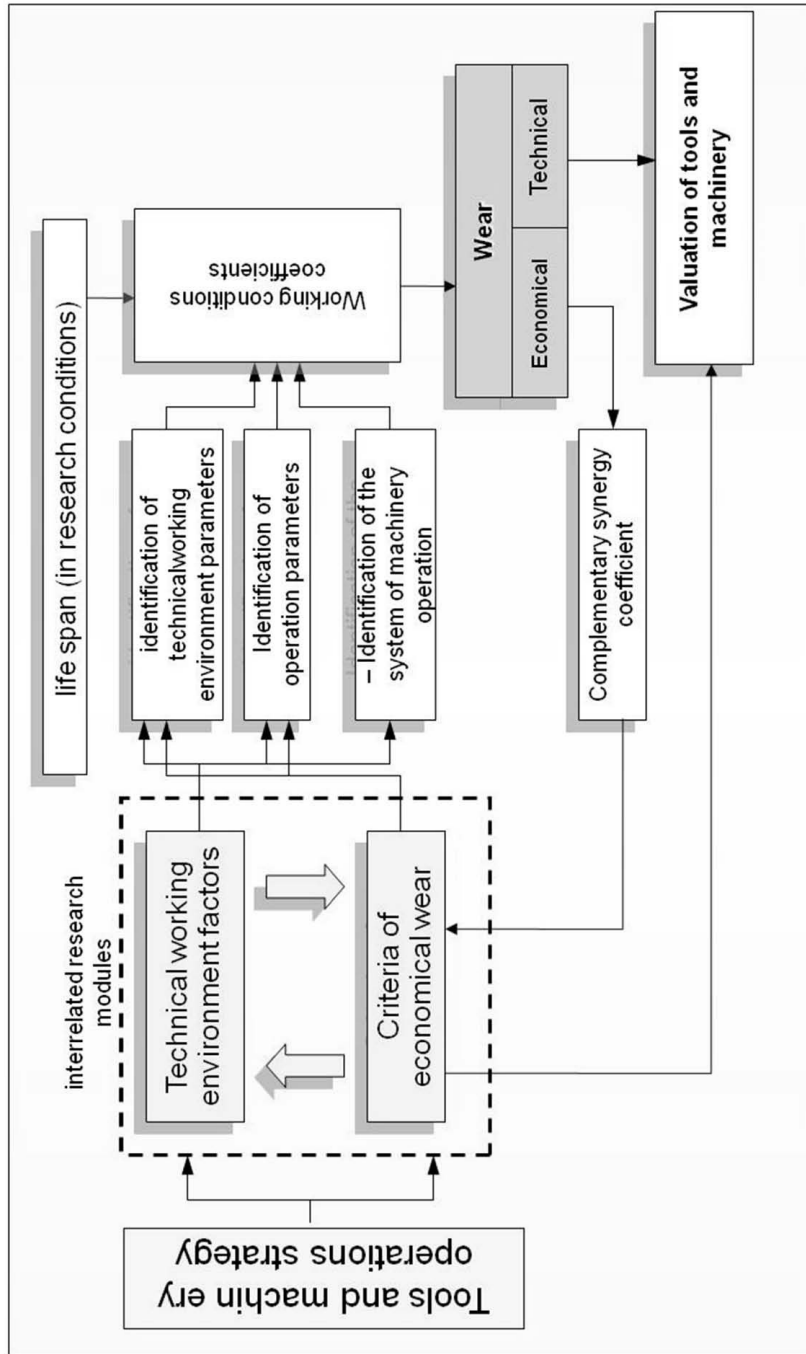 Tools and machin ery
operations strategy
interrelated research
modules
Technical working
environment factors
Criteria of
economical wear
life span (in research conditions)
identification of
technicalworking
environment parameters
Identification of
operation parameters
– Identification of the
system of machinery
operation
Working conditions
coefficients
Wear
Economical
Technical
Complementary synergy
coefficient
Valuation of tools and
machinery